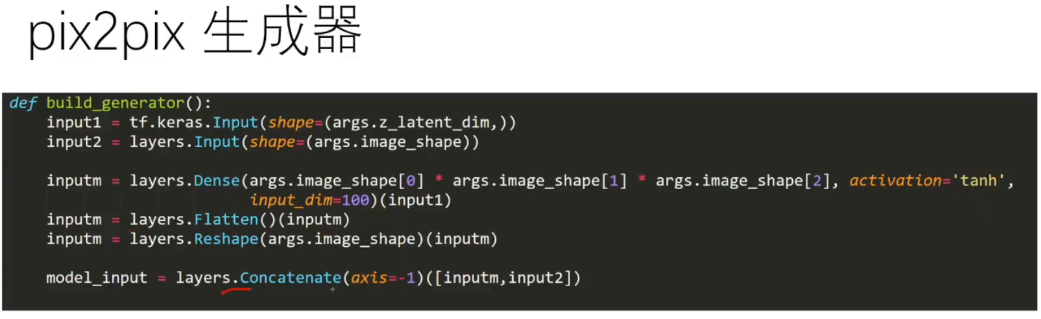 pix2pix 生成器
def build_generator():
    input1 = tf.keras.Input(shape=(args.z_latent_dim,))
    input2 = layers.Input(shape=(args.image_shape))
    inputm = layers.Dense(args.image_shape[0] * args.image_shape[1] * args.image_shape[2], activation='tanh',
                          input_dim=100)(input1)
    inputm = layers.Flatten()(inputm)
    inputm = layers.Reshape(args.image_shape)(inputm)
    model_input = layers.Concatenate(axis=-1)([inputm,input2])